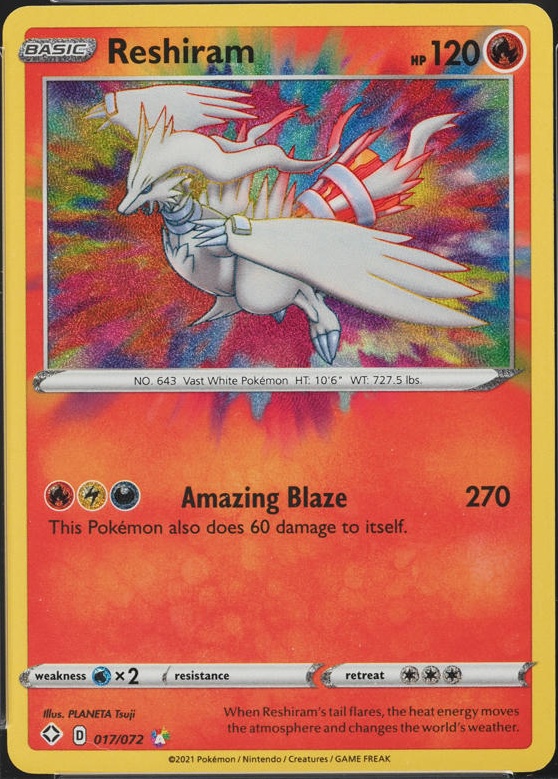 BASIC Reshiram HP 120
NO. 643 Vast White Pokémon HT: 10'6" WT: 727.5 lbs.
Amazing Blaze 270
This Pokémon also does 60 damage to itself.
weakness ×2 resistance retreat
Illus. PLANETA Tsuji
When Reshiram's tail flares, the heat energy moves
the atmosphere and changes the world's weather.
D 017/072 A
©2021 Pokémon / Nintendo / Creatures / GAME FREAK